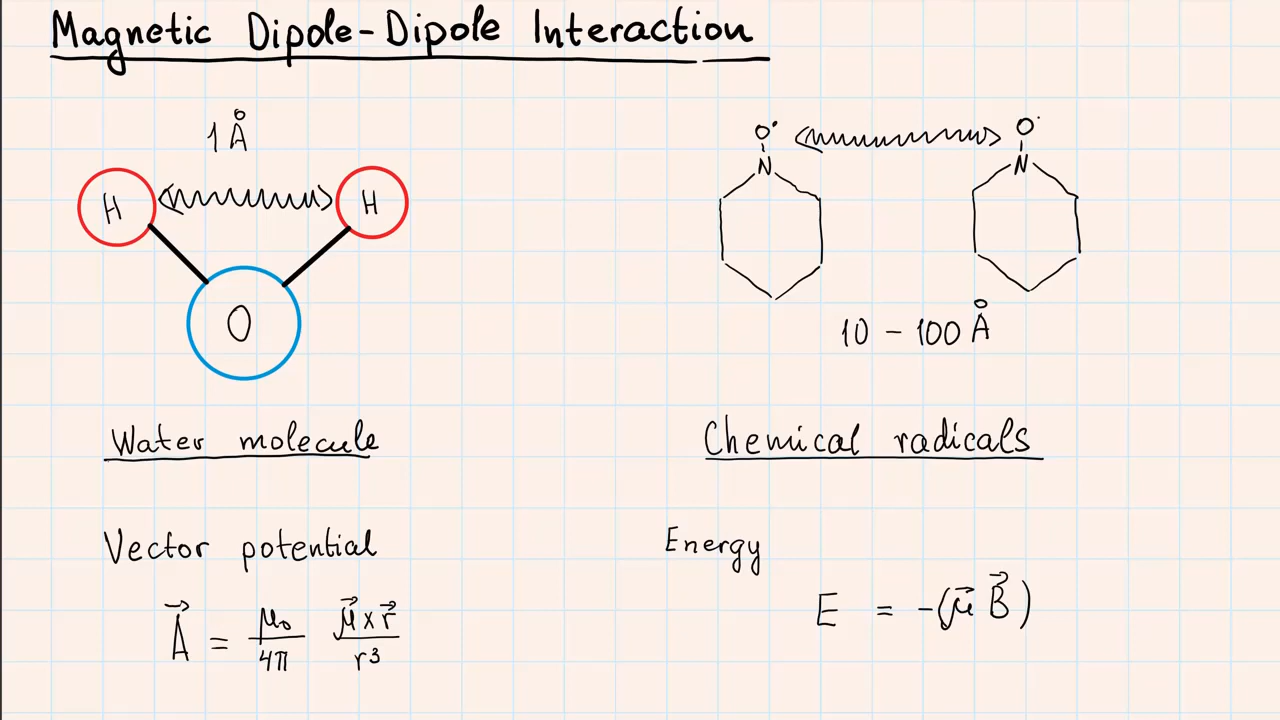 Magnetic Dipole-Dipole Interaction
1 Å
H H
O
O• O•
N N
10 - 100 Å
Water molecule
Chemical radicals
Vector potential
Energy
A⃗ = μ₀/4π μ⃗ × r⃗/r³
E = -(μ⃗ B⃗)